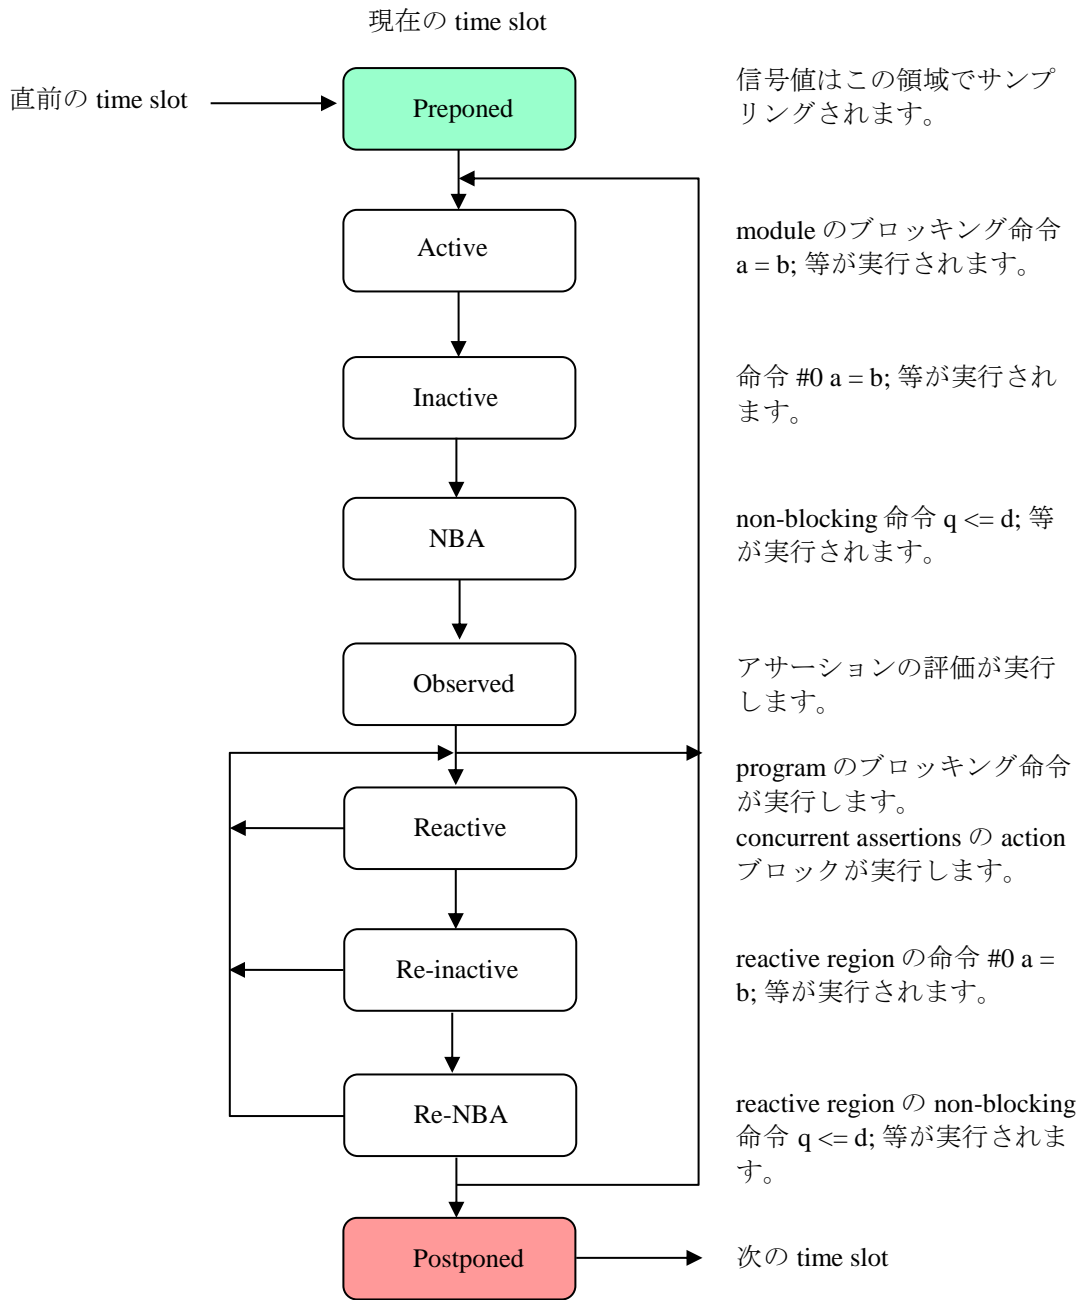 現在の time slot
直前の time slot
Preponed
信号値はこの領域でサンプ
リングされます。
Active
module のブロッキング命令
a = b; 等が実行されます。
Inactive
命令 #0 a = b; 等が実行され
ます。
NBA
non-blocking 命令 q <= d; 等
が実行されます。
Observed
アサーションの評価が実行
します。
Reactive
program のブロッキング命令
が実行します。
concurrent assertions の action
ブロックが実行します。
Re-inactive
reactive region の命令 #0 a =
b; 等が実行されます。
Re-NBA
reactive region の non-blocking
命令 q <= d; 等が実行されま
す。
Postponed
次の time slot